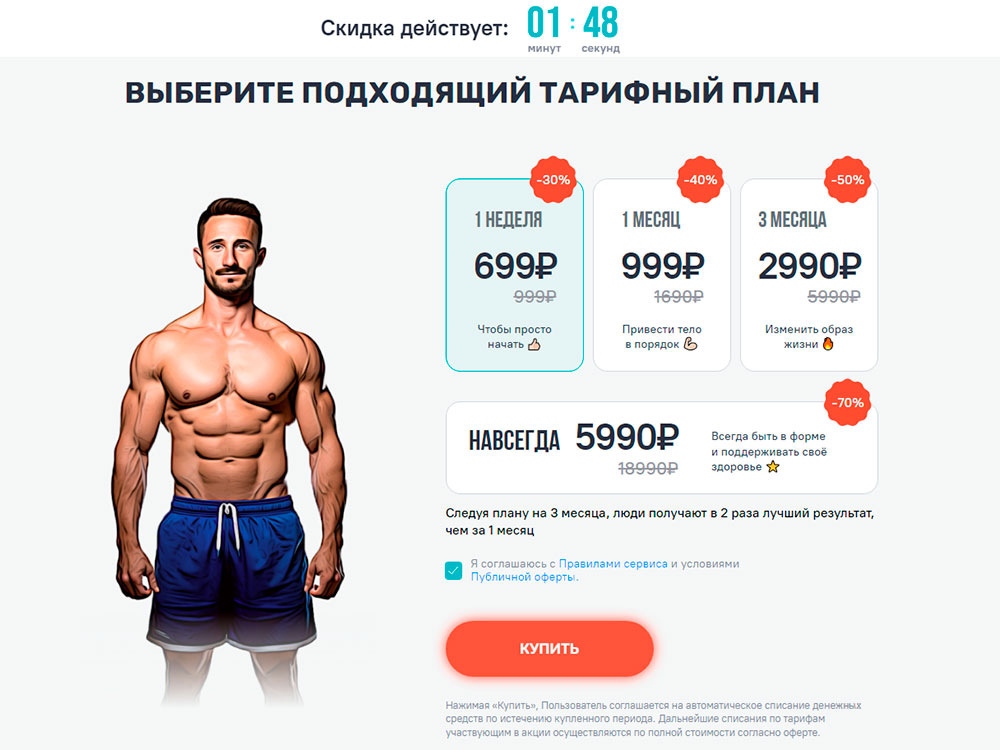 Скидка действует: 01 : 48
минут секунд
ВЫБЕРИТЕ ПОДХОДЯЩИЙ ТАРИФНЫЙ ПЛАН
-30%
1 НЕДЕЛЯ
699₽
999₽
Чтобы просто
начать 👍🏻
-40%
1 МЕСЯЦ
999₽
1690₽
Привести тело
в порядок 💪🏻
-50%
3 МЕСЯЦА
2990₽
5990₽
Изменить образ
жизни 🔥
-70%
НАВСЕГДА 5990₽
18990₽
Всегда быть в форме
и поддерживать своё
здоровье ⭐
Следуя плану на 3 месяца, люди получают в 2 раза лучший результат,
чем за 1 месяц
Я соглашаюсь с Правилами сервиса и условиями
Публичной оферты.
КУПИТЬ
Нажимая «Купить», Пользователь соглашается на автоматическое списание денежных
средств по истечению купленного периода. Дальнейшие списания по тарифам
участвующим в акции осуществляются по полной стоимости согласно оферте.